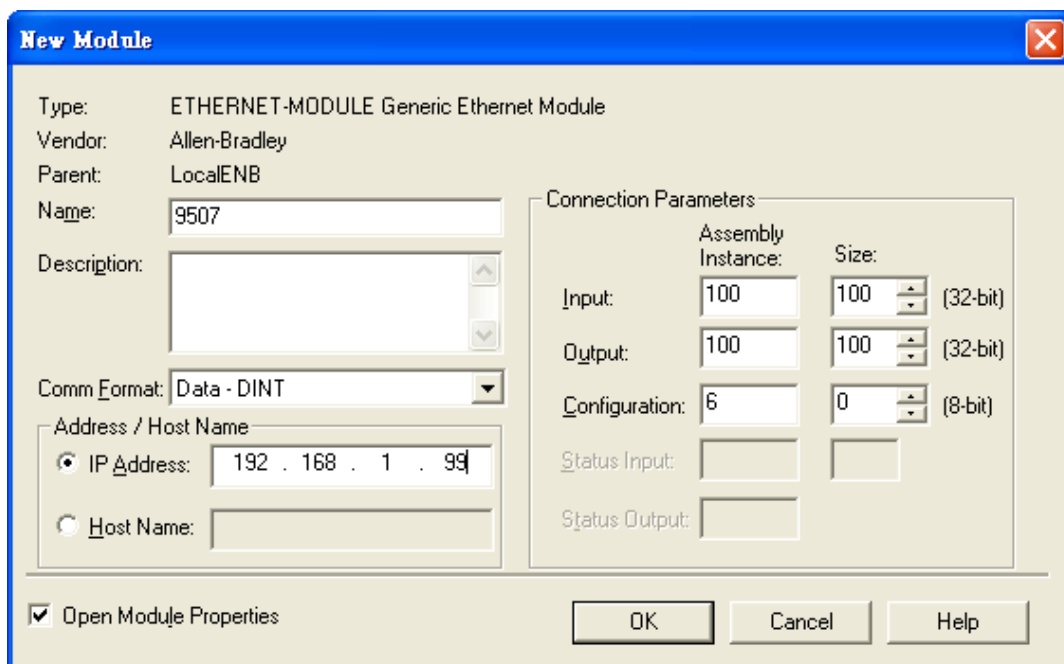 New Module
Type: ETHERNET-MODULE Generic Ethernet Module
Vendor: Allen-Bradley
Parent: LocalENB
Name: 9507
Description:
Comm Format: Data - DINT
Address / Host Name
IP Address: 192 . 168 . 1 . 99
Host Name:
Connection Parameters
Assembly Instance: Size:
Input: 100 100 (32-bit)
Output: 100 100 (32-bit)
Configuration: 6 0 (8-bit)
Status Input:
Status Output:
Open Module Properties
OK Cancel Help